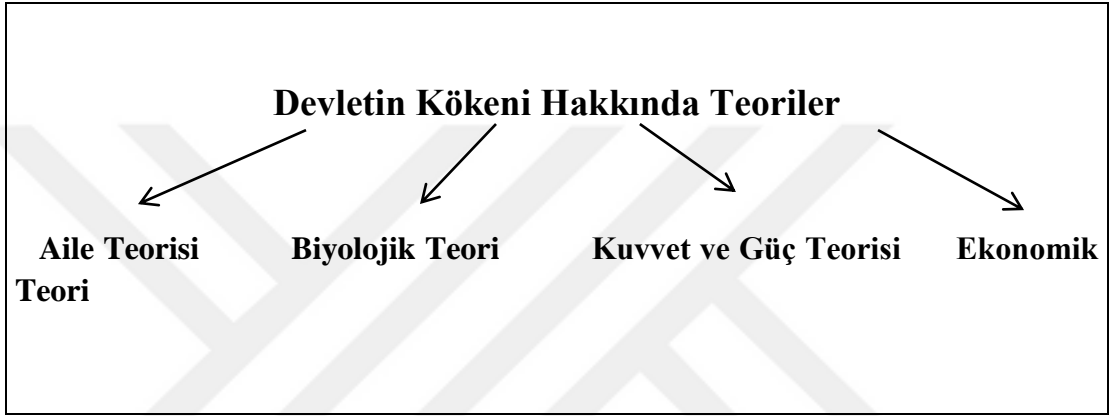 Devletin Kökeni Hakkında Teoriler
Aile Teorisi Biyolojik Teori Kuvvet ve Güç Teorisi Ekonomik
Teori